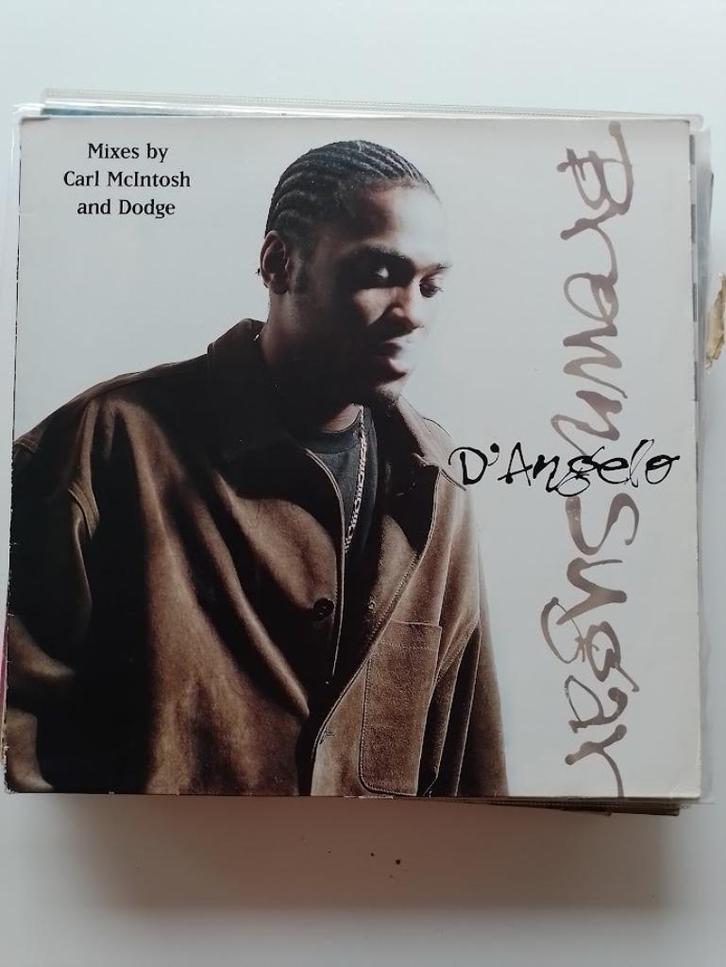 Mixes by
Carl McIntosh
and Dodge
Brown Sugar
D'Angelo